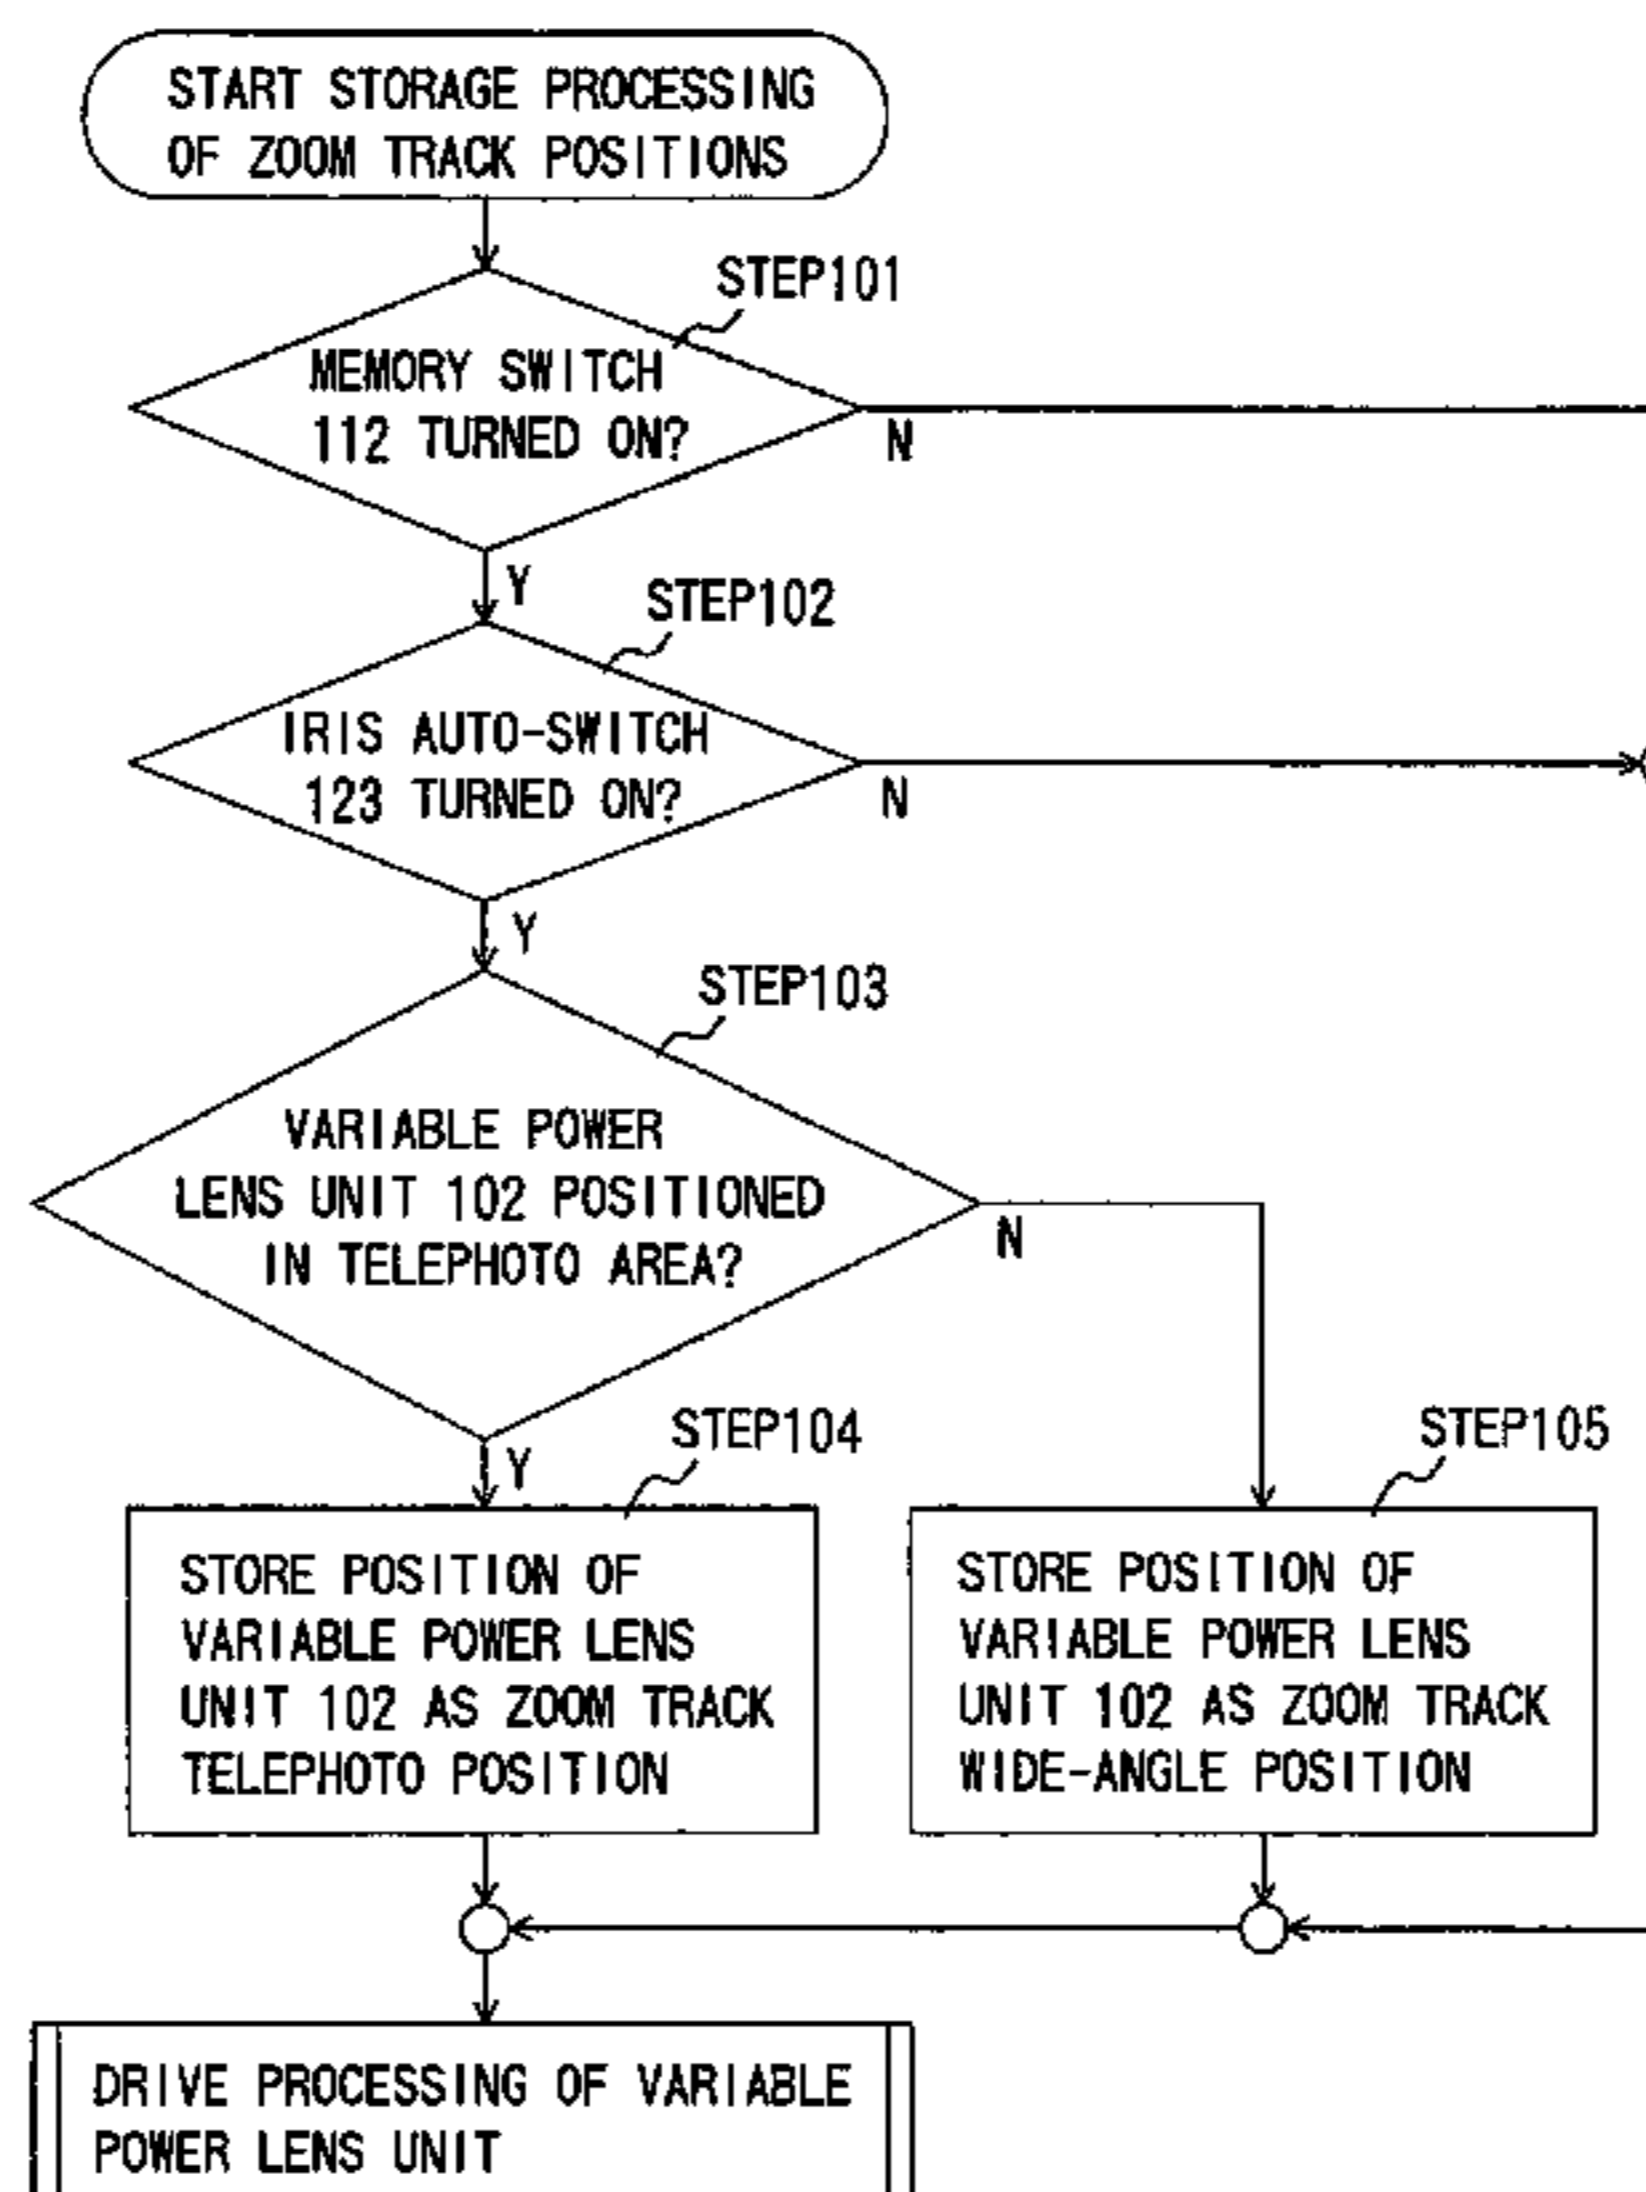 START STORAGE PROCESSING
OF ZOOM TRACK POSITIONS
STEP101
MEMORY SWITCH
112 TURNED ON?
N
Y
STEP102
IRIS AUTO-SWITCH
123 TURNED ON?
N
Y
STEP103
VARIABLE POWER
LENS UNIT 102 POSITIONED
IN TELEPHOTO AREA?
N
Y
STEP104
STORE POSITION OF
VARIABLE POWER LENS
UNIT 102 AS ZOOM TRACK
TELEPHOTO POSITION
STEP105
STORE POSITION OF
VARIABLE POWER LENS
UNIT 102 AS ZOOM TRACK
WIDE-ANGLE POSITION
DRIVE PROCESSING OF VARIABLE
POWER LENS UNIT